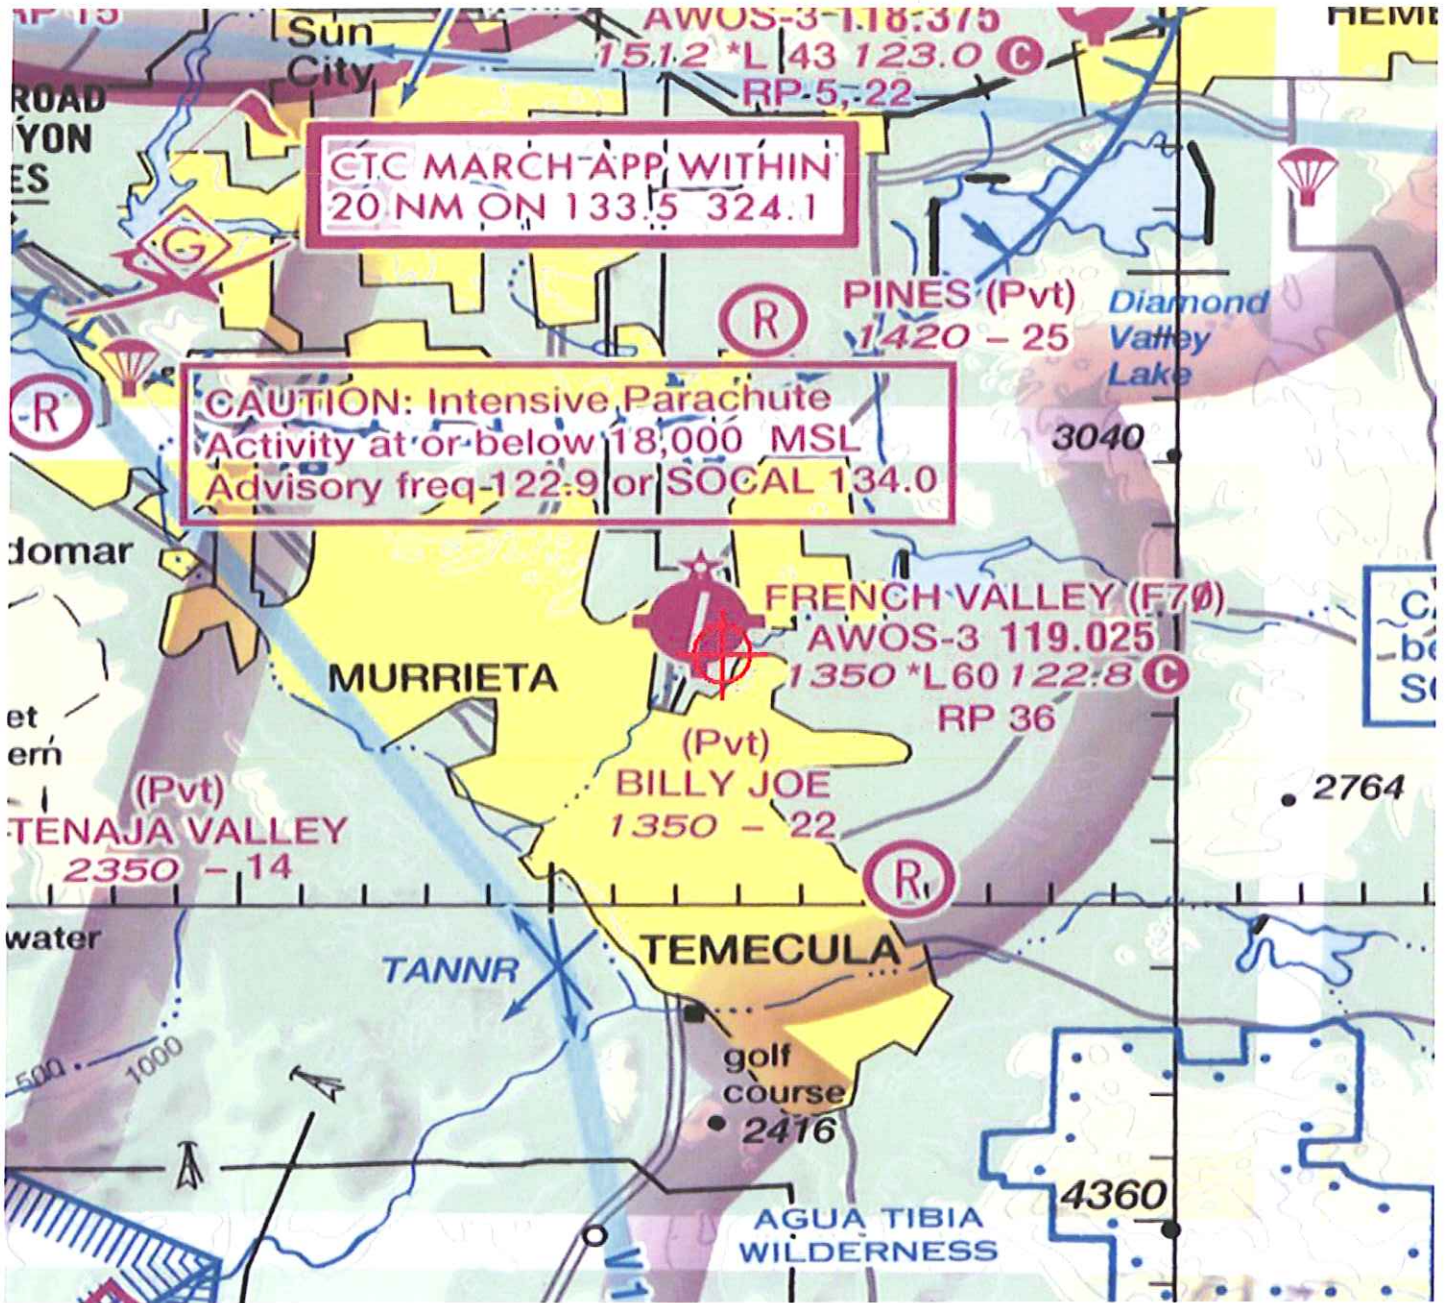 Sun
City
AWOS-3 118.375
1512 *L 43 123.0 C
RP 5, 22
CTC MARCH APP WITHIN
20 NM ON 133.5 324.1
G
R
PINES (Pvt)
1420 - 25
Diamond
Valley
Lake
R
CAUTION: Intensive Parachute
Activity at or below 18,000 MSL
Advisory freq 122.9 or SOCAL 134.0
3040
FRENCH VALLEY (F70)
AWOS-3 119.025
1350 *L60 122.8 C
RP 36
MURRIETA
(Pvt)
BILLY JOE
1350 - 22
2764
(Pvt)
TENAJA VALLEY
2350 - 14
R
water
TEMECULA
TANNR
500
1000
golf
course
2416
4360
AGUA TIBIA
WILDERNESS